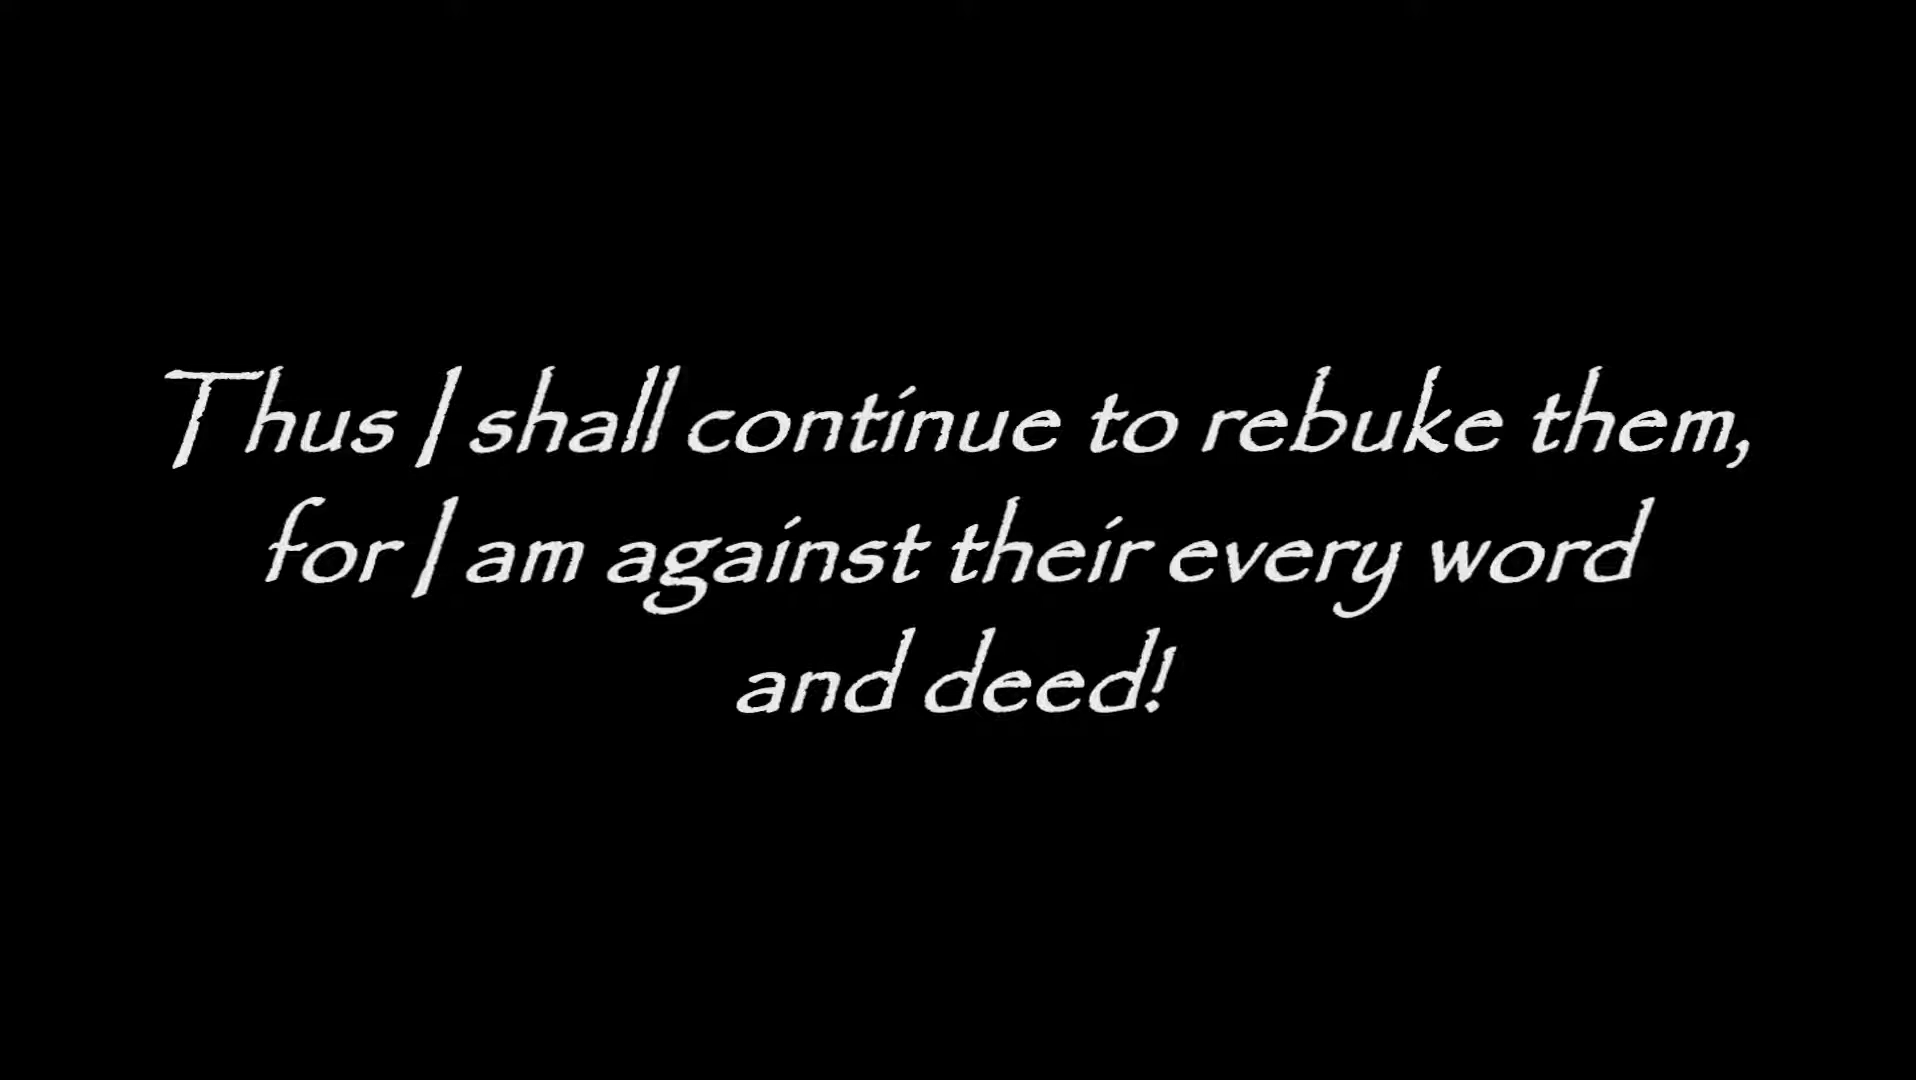 Thus I shall continue to rebuke them,
for I am against their every word
and deed!